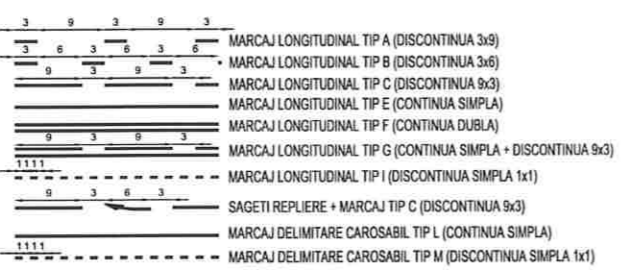 3 9 3 9 3
MARCAJ LONGITUDINAL TIP A (DISCONTINUA 3x9)
3 6 3 6 3 6
MARCAJ LONGITUDINAL TIP B (DISCONTINUA 3x6)
9 3 9 3
MARCAJ LONGITUDINAL TIP C (DISCONTINUA 9x3)
MARCAJ LONGITUDINAL TIP E (CONTINUA SIMPLA)
MARCAJ LONGITUDINAL TIP F (CONTINUA DUBLA)
9 3 9 3
MARCAJ LONGITUDINAL TIP G (CONTINUA SIMPLA + DISCONTINUA 9x3)
1111
MARCAJ LONGITUDINAL TIP I (DISCONTINUA SIMPLA 1x1)
9 3 6 3
SAGETI REPLIERE + MARCAJ TIP C (DISCONTINUA 9x3)
MARCAJ DELIMITARE CAROSABIL TIP L (CONTINUA SIMPLA)
1111
MARCAJ DELIMITARE CAROSABIL TIP M (DISCONTINUA SIMPLA 1x1)